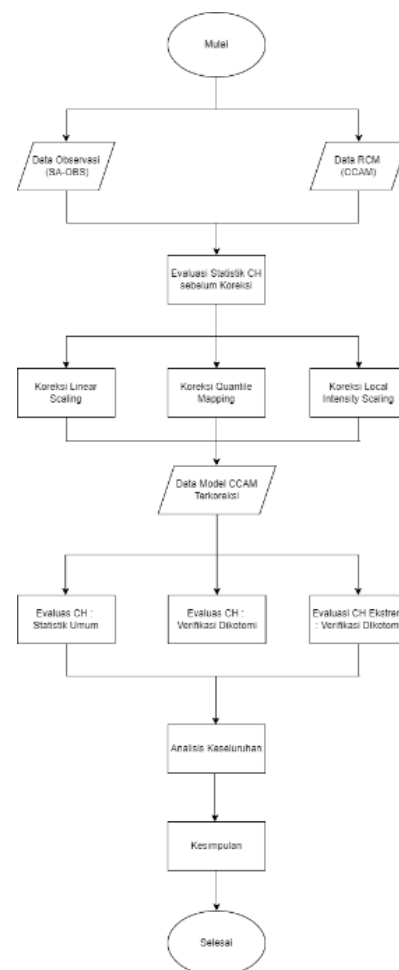 Mulai
Data Observasi
(SA-OBS)
Data RCM
(CCAM)
Evaluasi Statistik CH
sebelum Koreksi
Koreksi Linear
Scaling
Koreksi Quantile
Mapping
Koreksi Local
Intensity Scaling
Data Model CCAM
Terkoreksi
Evaluas CH :
Statistik Umum
Evaluas CH :
Verifikasi Dikotomi
Evaluasi CH Ekstrem
: Verifikasi DIkotomi
Analisis Keseluruhan
Kesimpulan
Selesai